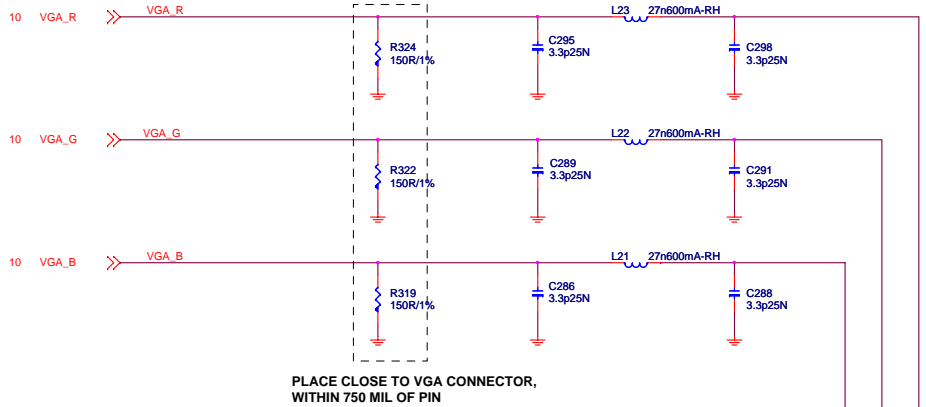 10 VGA_R VGA_R L23 27n600mA-RH
R324 150R/1%
C295 3.3p25N
C298 3.3p25N
10 VGA_G VGA_G L22 27n600mA-RH
R322 150R/1%
C289 3.3p25N
C291 3.3p25N
10 VGA_B VGA_B L21 27n600mA-RH
R319 150R/1%
C286 3.3p25N
C288 3.3p25N
PLACE CLOSE TO VGA CONNECTOR,
WITHIN 750 MIL OF PIN